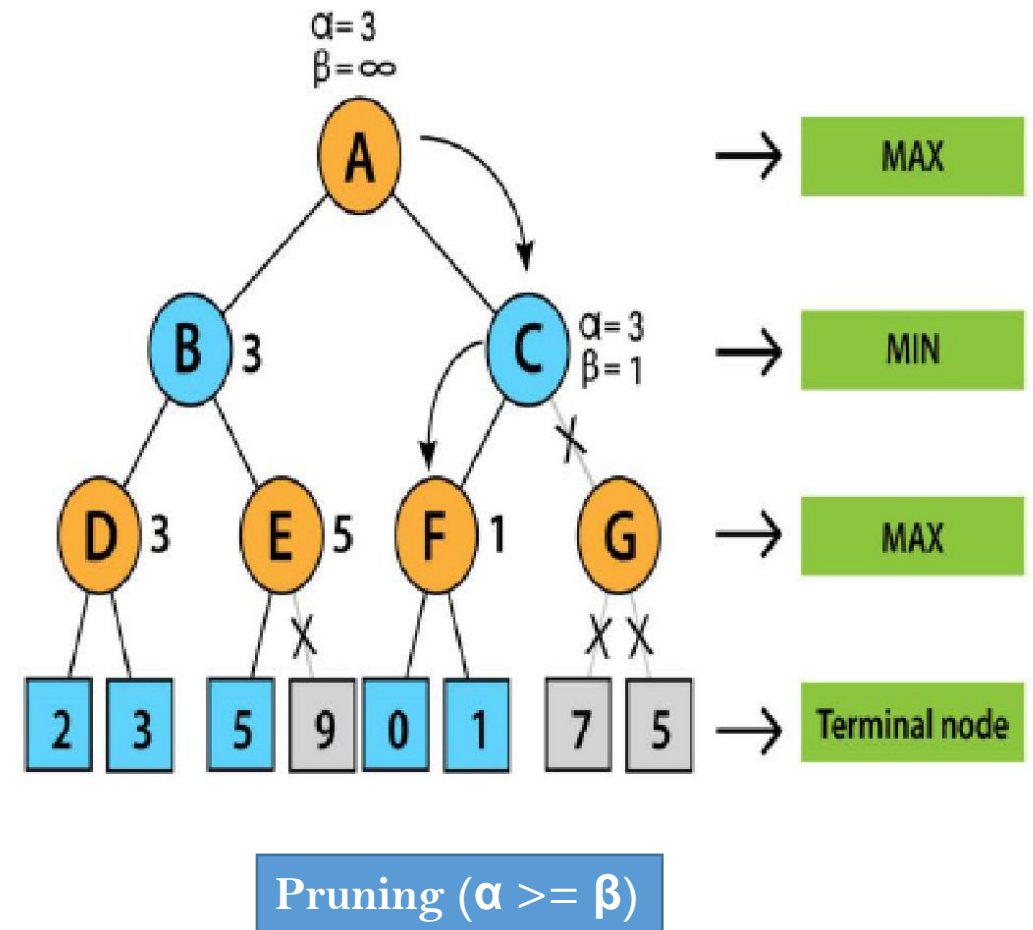 α= 3
β= ∞
A
MAX
B 3
C
α= 3
β= 1
MIN
X
D 3
E 5
F 1
G
MAX
X
X X
2 3 5 9 0 1 7 5
Terminal node
Pruning (α >= β)